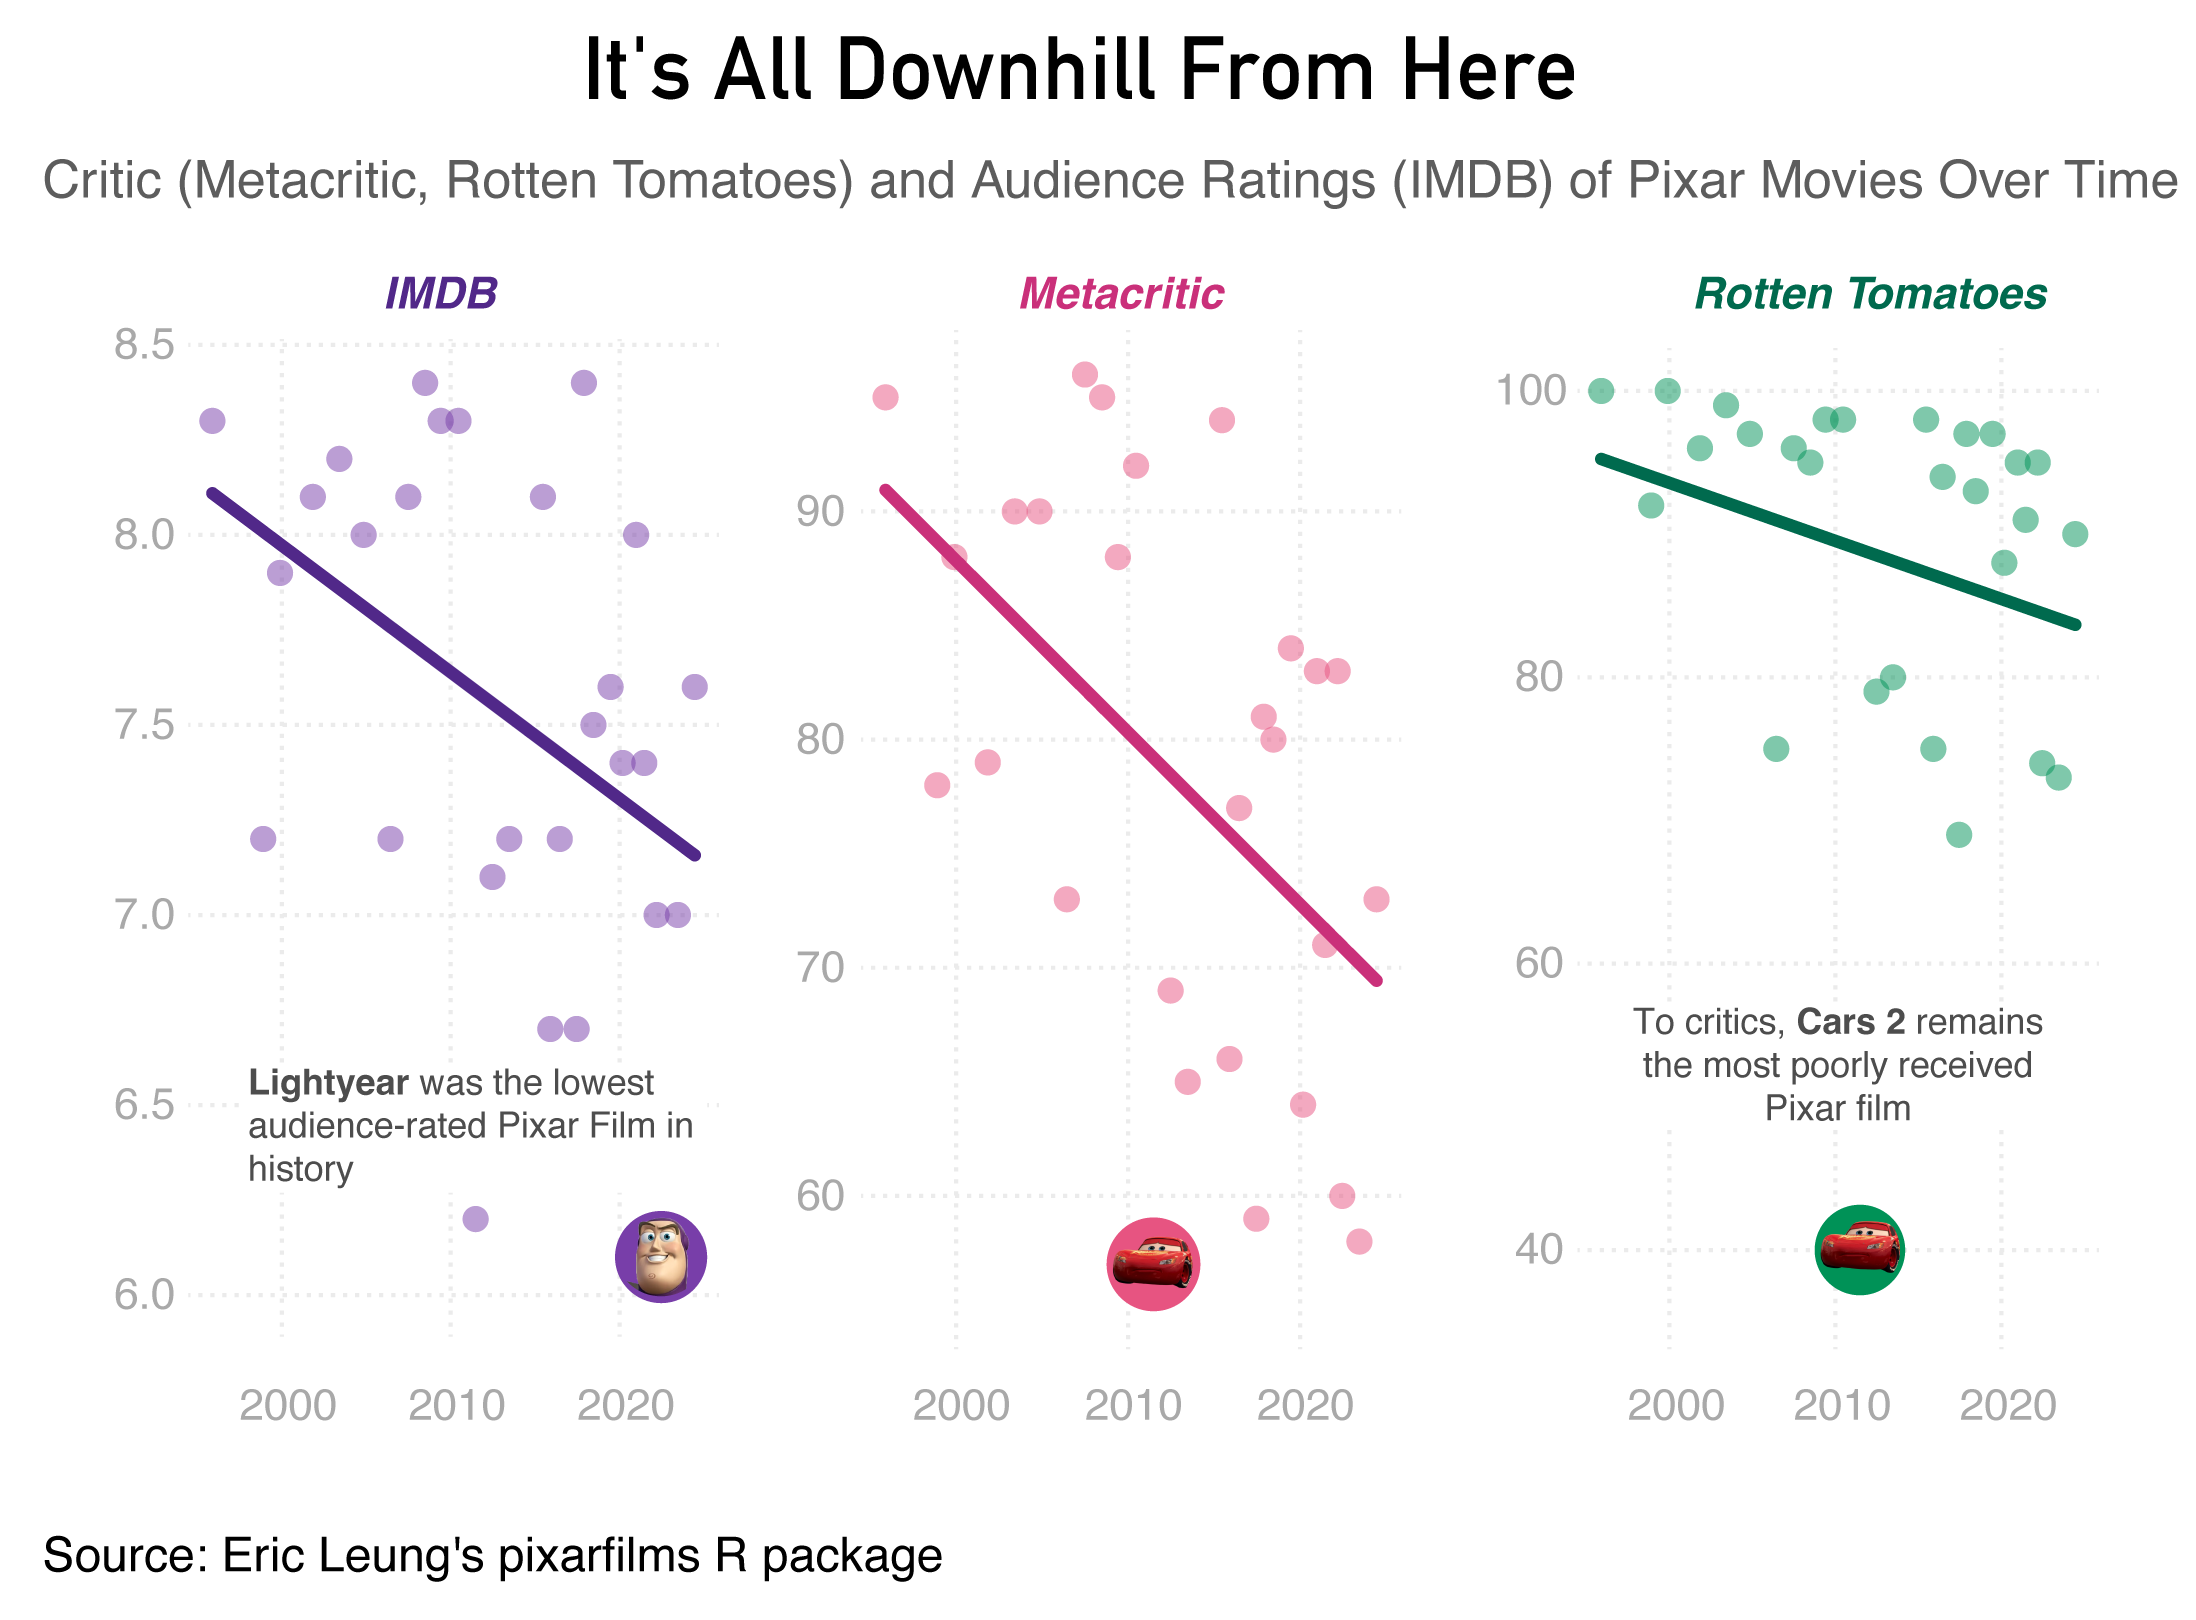 It's All Downhill From Here
Critic (Metacritic, Rotten Tomatoes) and Audience Ratings (IMDB) of Pixar Movies Over Time
IMDB
8.5
8.0
7.5
7.0
6.5
6.0
Lightyear was the lowest
audience-rated Pixar Film in
history
2000 2010 2020
Metacritic
90
80
70
60
2000 2010 2020
Rotten Tomatoes
100
80
60
40
To critics, Cars 2 remains
the most poorly received
Pixar film
2000 2010 2020
Source: Eric Leung's pixarfilms R package